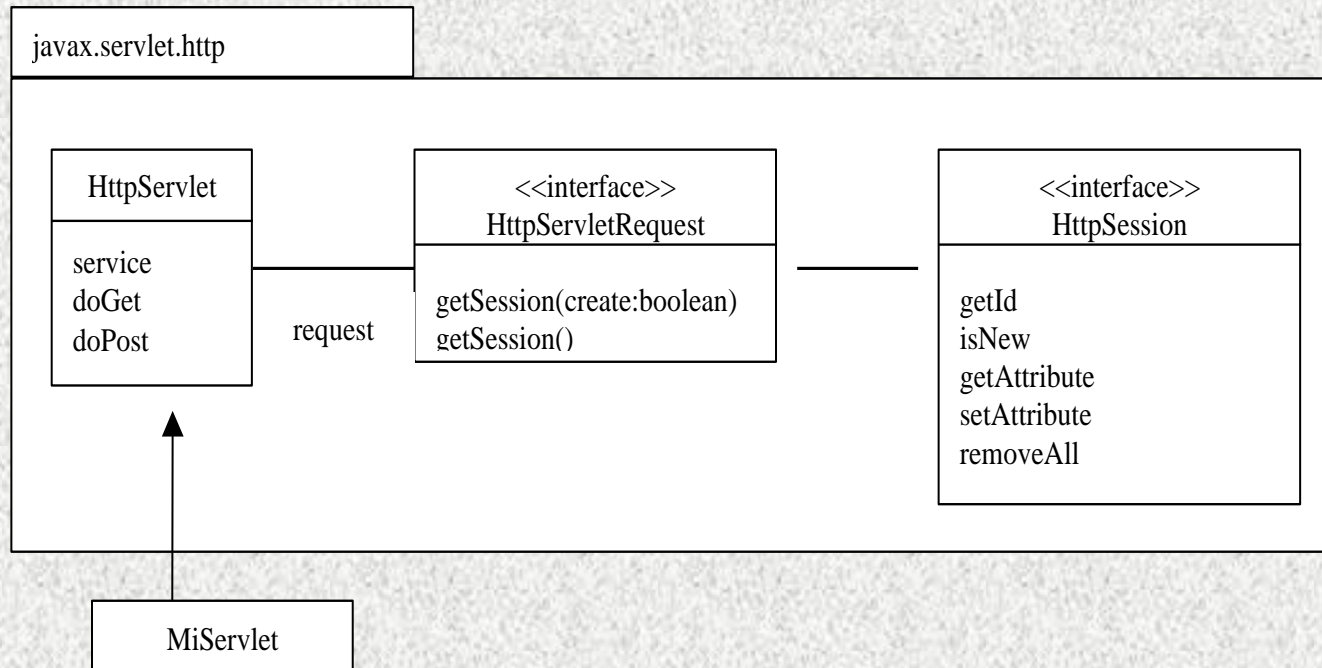 javax.servlet.http
HttpServlet
service
doGet
doPost
request
<<interface>>
HttpServletRequest
getSession(create:boolean)
getSession()
<<interface>>
HttpSession
getId
isNew
getAttribute
setAttribute
removeAll
MiServlet